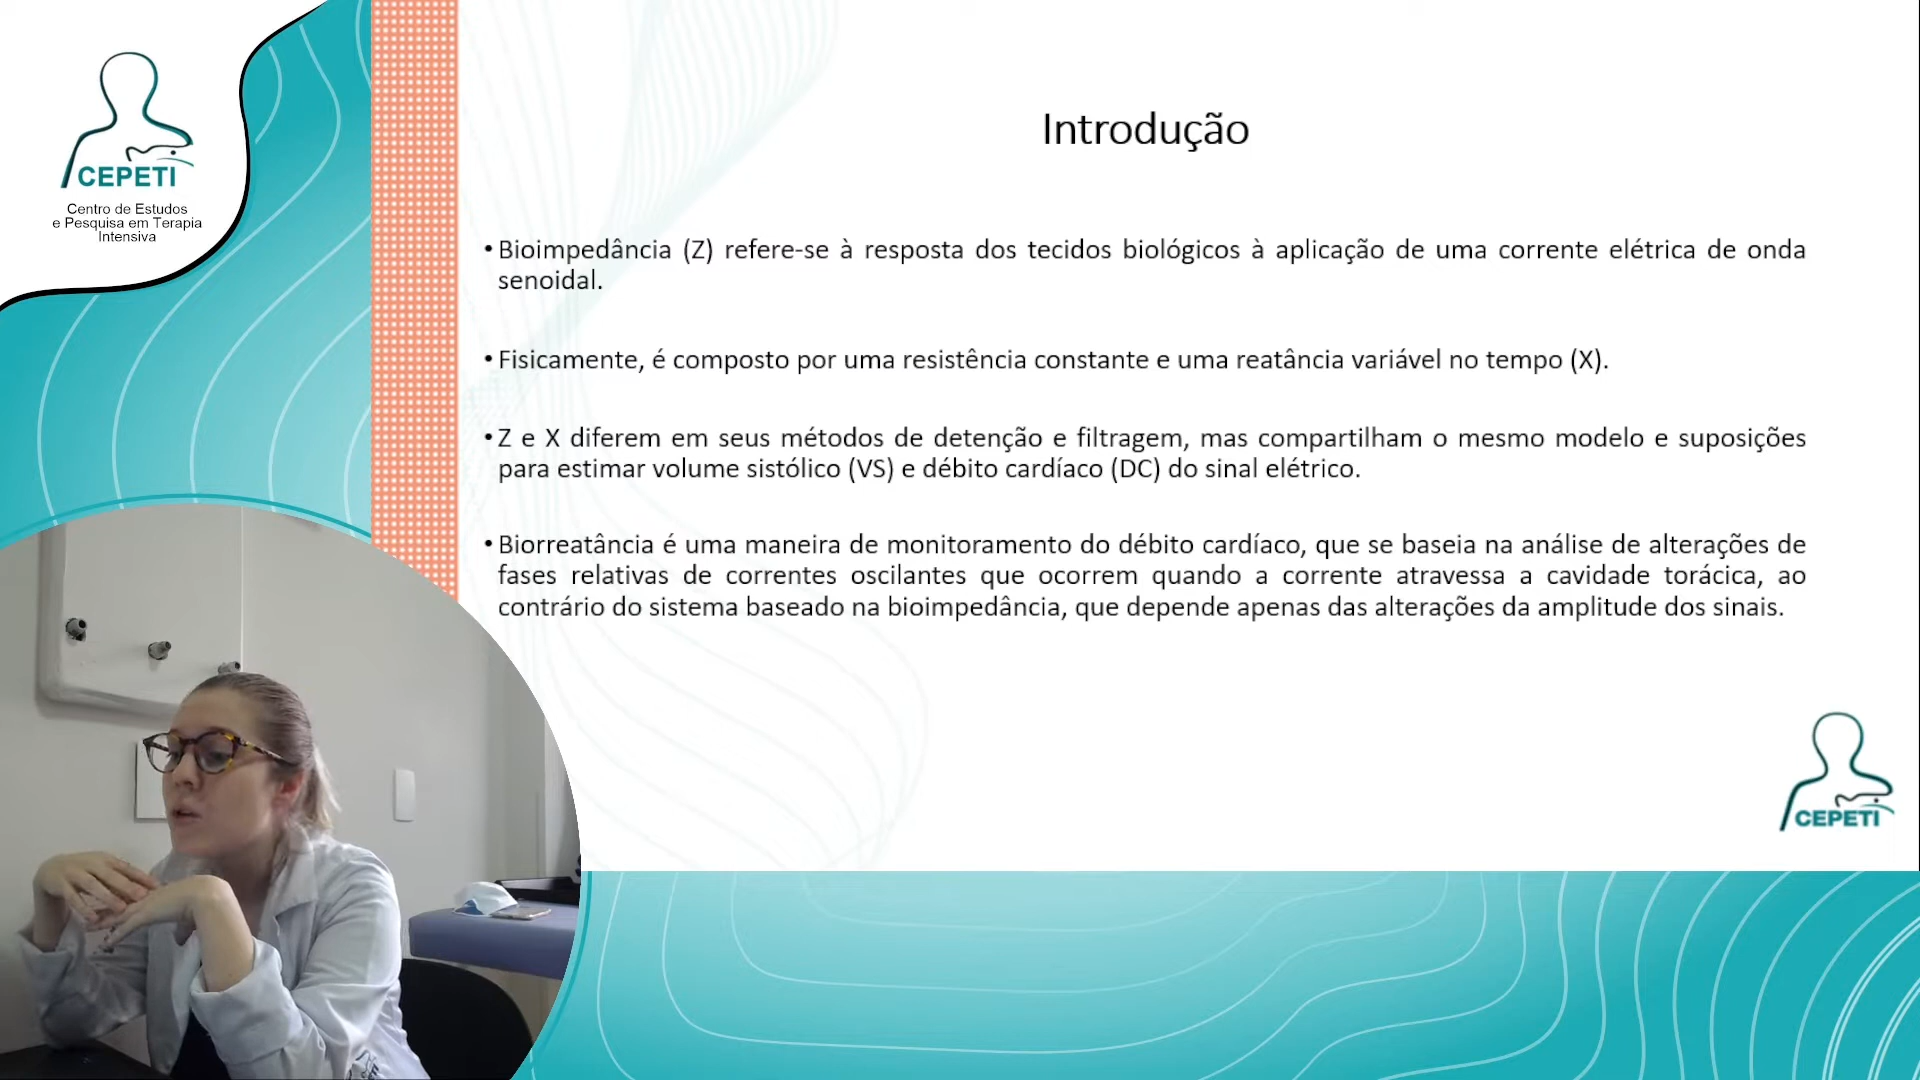 CEPETI
Centro de Estudos
e Pesquisa em Terapia
Intensiva
Introdução
• Bioimpedância (Z) refere-se à resposta dos tecidos biológicos à aplicação de uma corrente elétrica de onda
senoidal.
• Fisicamente, é composto por uma resistência constante e uma reatância variável no tempo (X).
• Z e X diferem em seus métodos de detenção e filtragem, mas compartilham o mesmo modelo e suposições
para estimar volume sistólico (VS) e débito cardíaco (DC) do sinal elétrico.
• Biorreatância é uma maneira de monitoramento do débito cardíaco, que se baseia na análise de alterações de
fases relativas de correntes oscilantes que ocorrem quando a corrente atravessa a cavidade torácica, ao
contrário do sistema baseado na bioimpedância, que depende apenas das alterações da amplitude dos sinais.
CEPETI